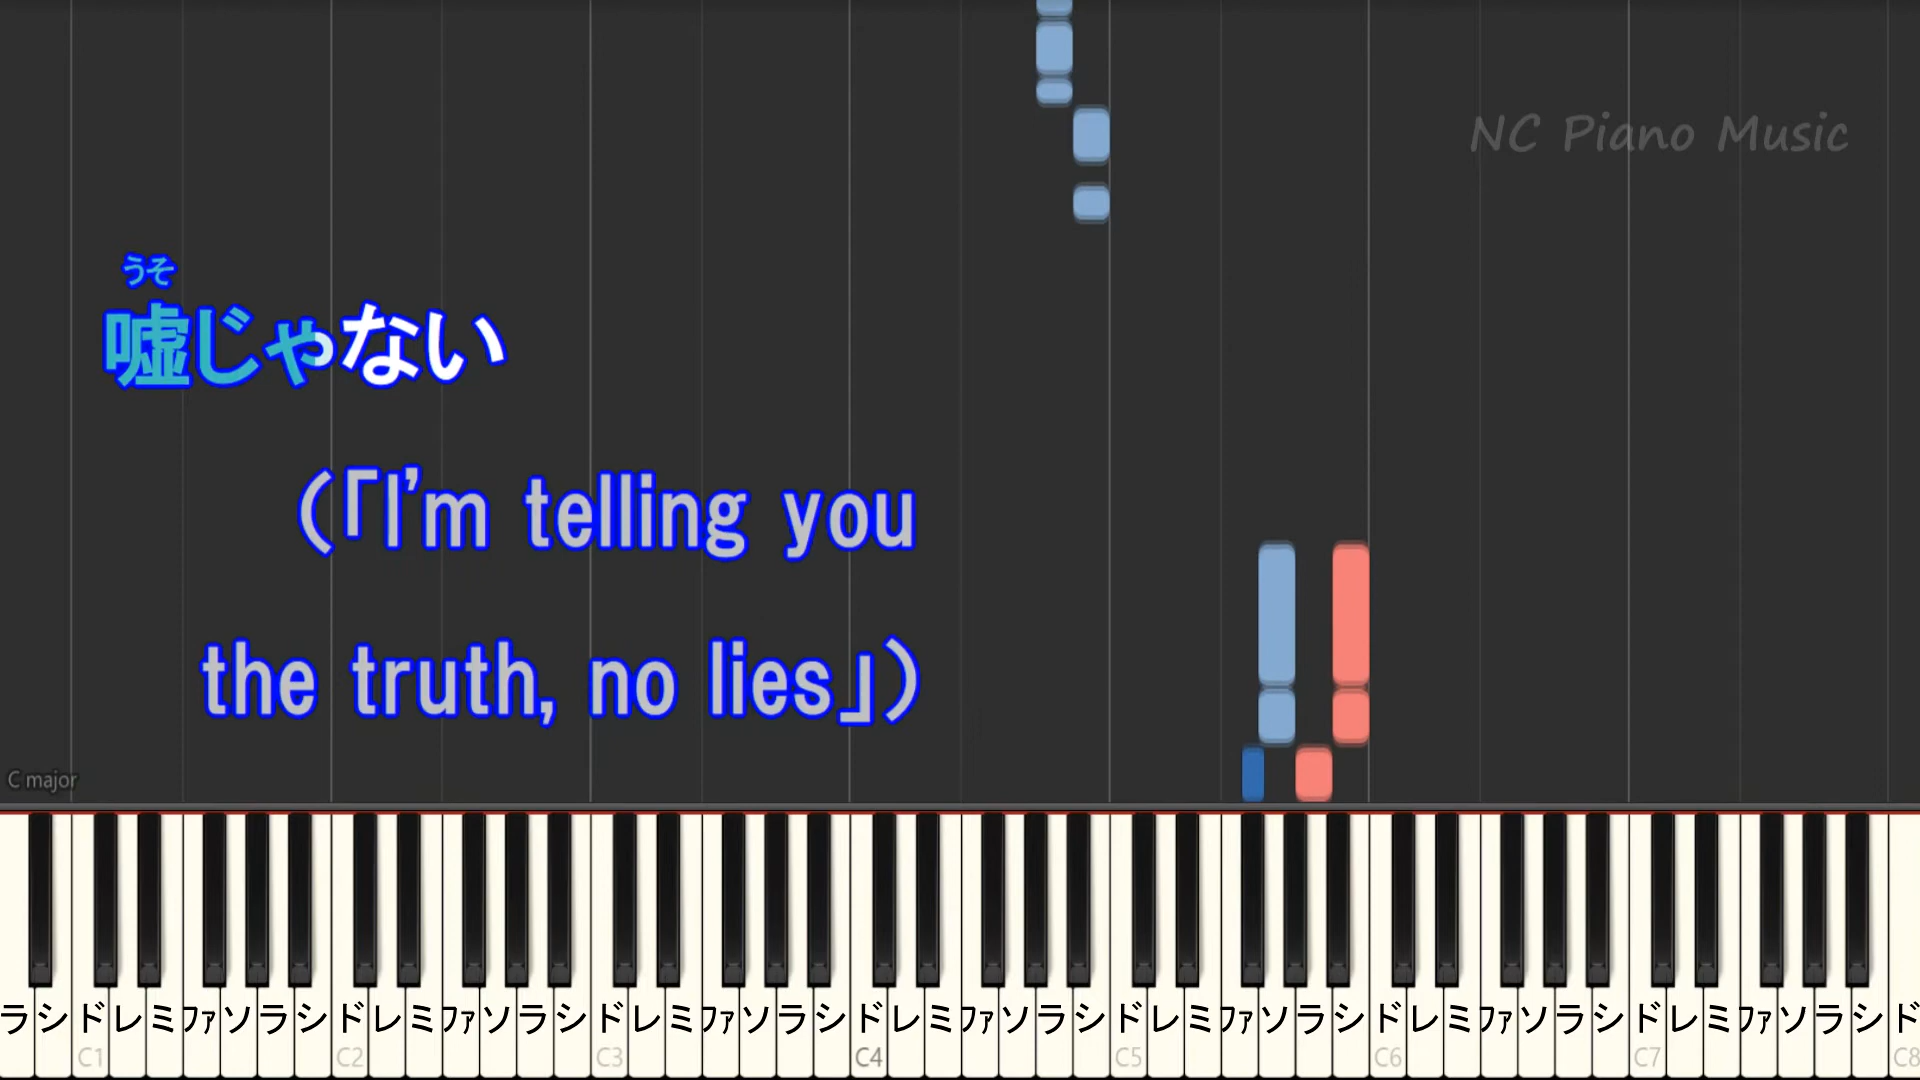 NC Piano Music
うそ
嘘じゃない
(「I'm telling you
the truth, no lies」)
C major
ラシドレミファソラシドレミファソラシドレミファソラシドレミファソラシドレミファソラシドレミファソラシドレミファソラシド
C1 C2 C3 C4 C5 C6 C7 C8